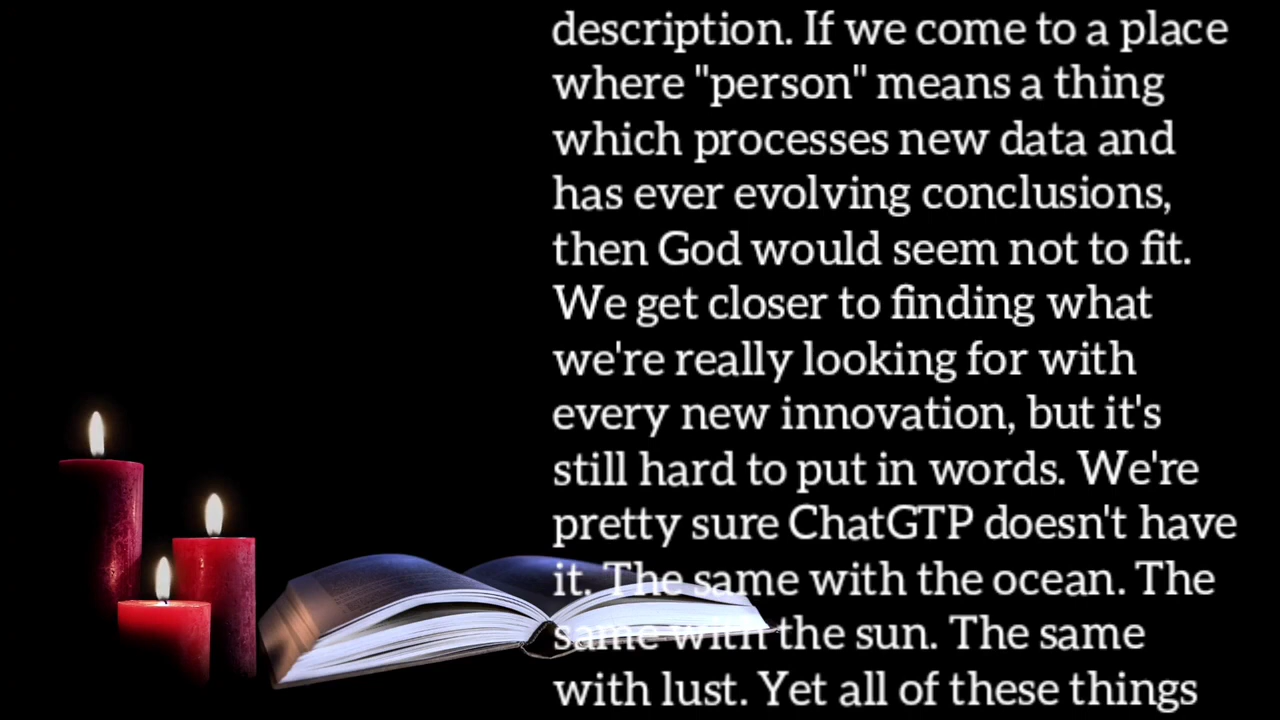 description. If we come to a place
where "person" means a thing
which processes new data and
has ever evolving conclusions,
then God would seem not to fit.
We get closer to finding what
we're really looking for with
every new innovation, but it's
still hard to put in words. We're
pretty sure ChatGTP doesn't have
it. The same with the ocean. The
same with the sun. The same
with lust. Yet all of these things